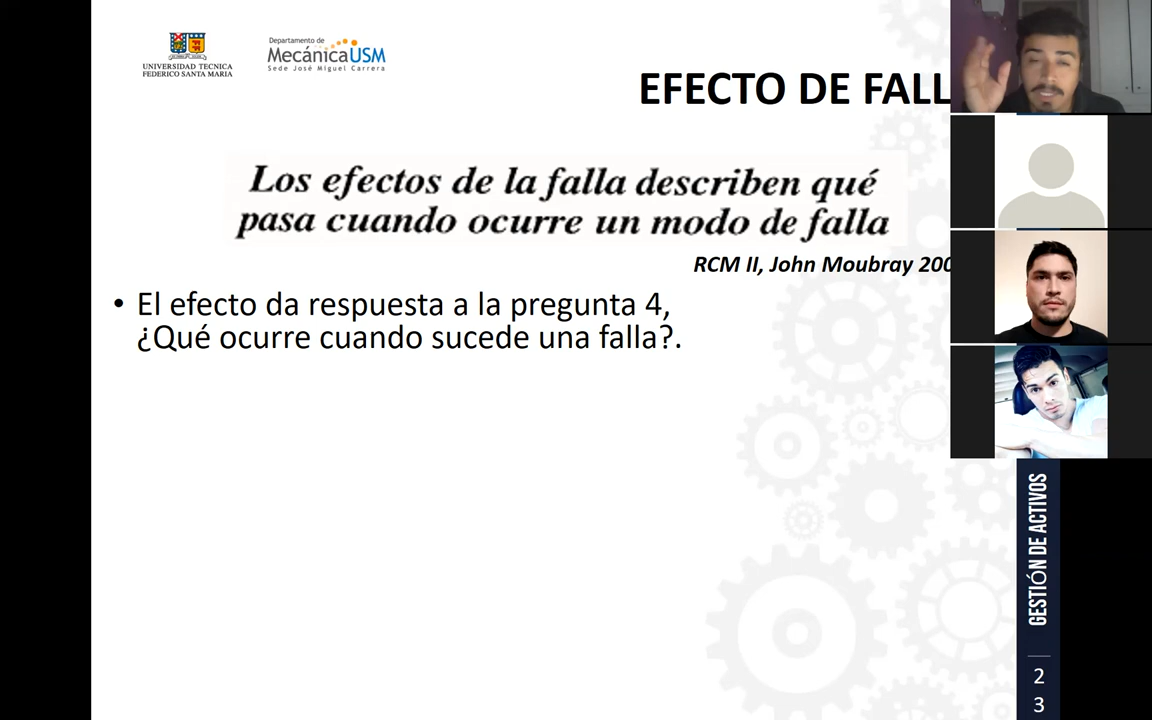 UNIVERSIDAD TECNICA
FEDERICO SANTA MARIA
Departamento de
MecánicaUSM
Sede José Miguel Carrera
EFECTO DE FALL
Los efectos de la falla describen qué
pasa cuando ocurre un modo de falla
RCM II, John Moubray 200
• El efecto da respuesta a la pregunta 4,
¿Qué ocurre cuando sucede una falla?.
GESTIÓN DE ACTIVOS
2
3